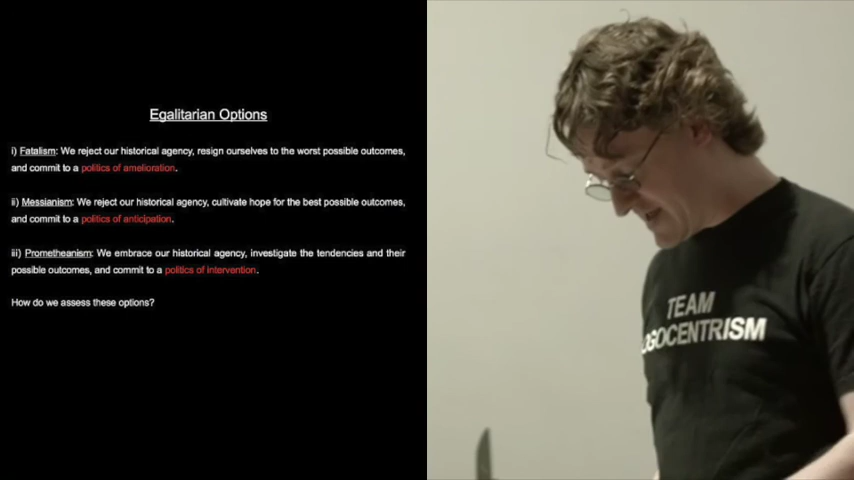 Egalitarian Options
i) Fatalism: We reject our historical agency, resign ourselves to the worst possible outcomes,
and commit to a politics of amelioration.
ii) Messianism: We reject our historical agency, cultivate hope for the best possible outcomes,
and commit to a politics of anticipation.
iii) Prometheanism: We embrace our historical agency, investigate the tendencies and their
possible outcomes, and commit to a politics of intervention.
How do we assess these options?
TEAM
OGOCENTRISM